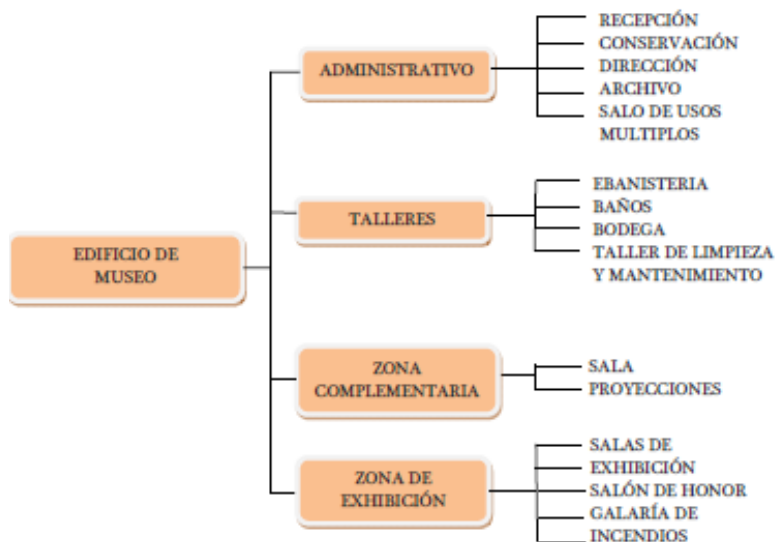 EDIFICIO DE
MUSEO
ADMINISTRATIVO
RECEPCIÓN
CONSERVACIÓN
DIRECCIÓN
ARCHIVO
SALO DE USOS
MULTIPLOS
TALLERES
EBANISTERIA
BAÑOS
BODEGA
TALLER DE LIMPIEZA
Y MANTENIMIENTO
ZONA
COMPLEMENTARIA
SALA
PROYECCIONES
ZONA DE
EXHIBICIÓN
SALAS DE
EXHIBICIÓN
SALÓN DE HONOR
GALARÍA DE
INCENDIOS